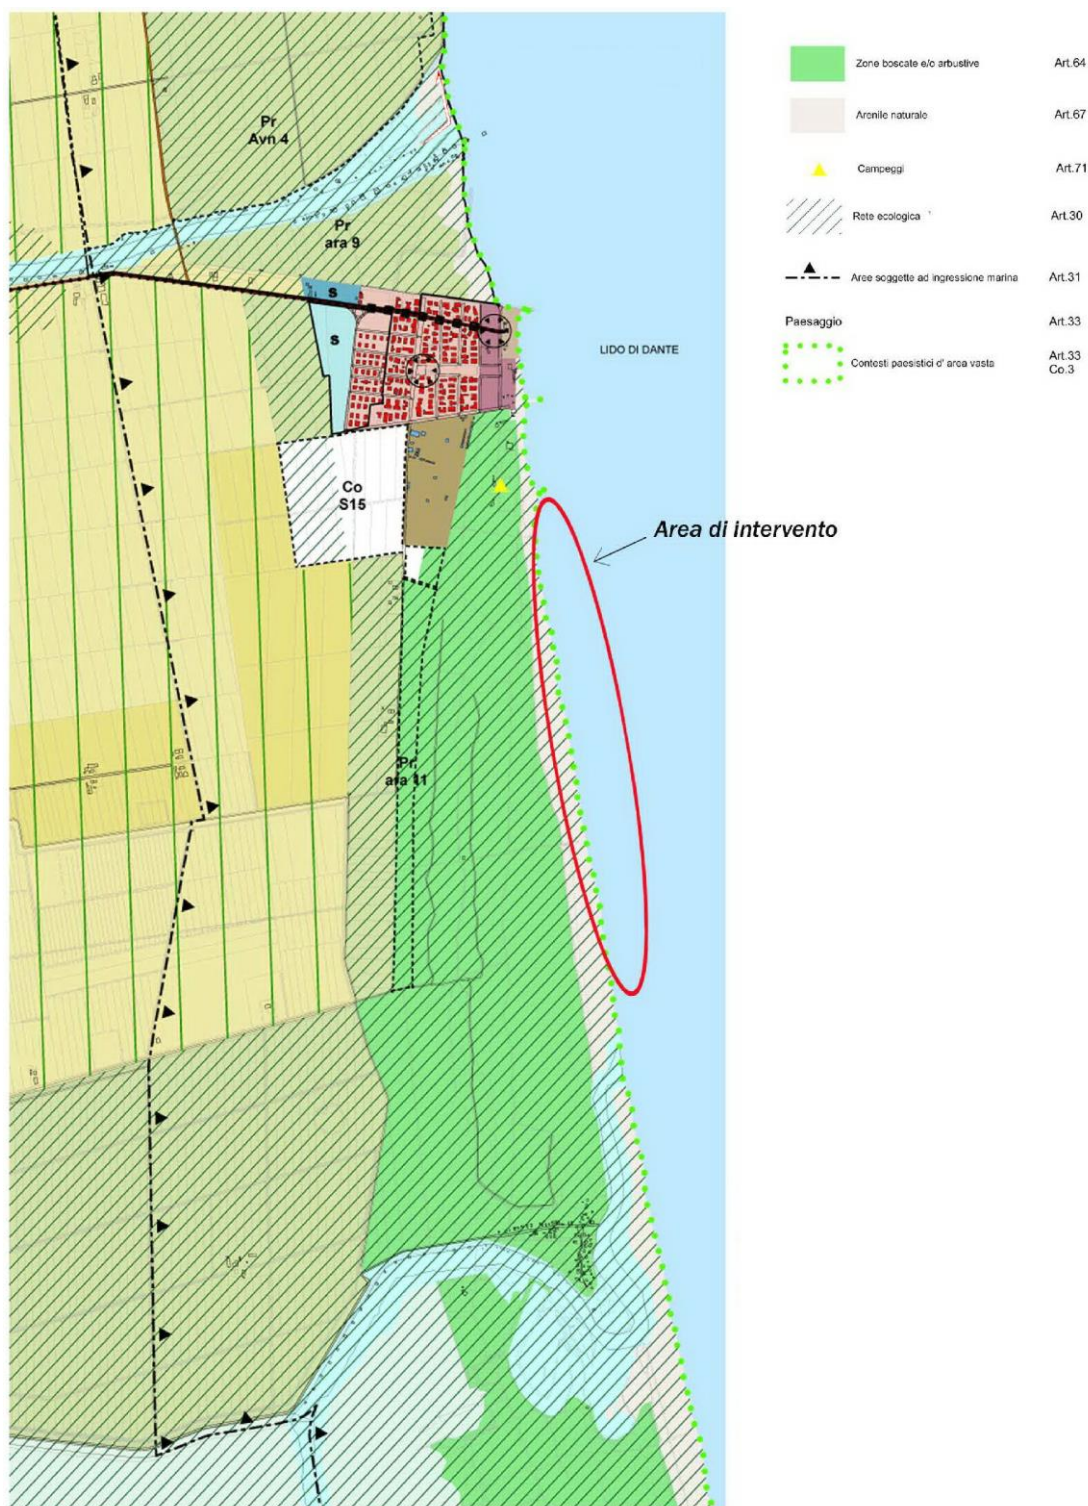 Zone boscate e/o arbustive Art.64
Arenile naturale Art.67
Campeggi Art.71
Rete ecologica Art.30
Aree soggette ad ingressione marina Art.31
Paesaggio Art.33
Contesti paesistici d' area vasta Art.33
Co.3
Pr
Avn 4
Pr
ara 9
S
S
LIDO DI DANTE
Co
S15
Area di intervento
Pr
ara 11